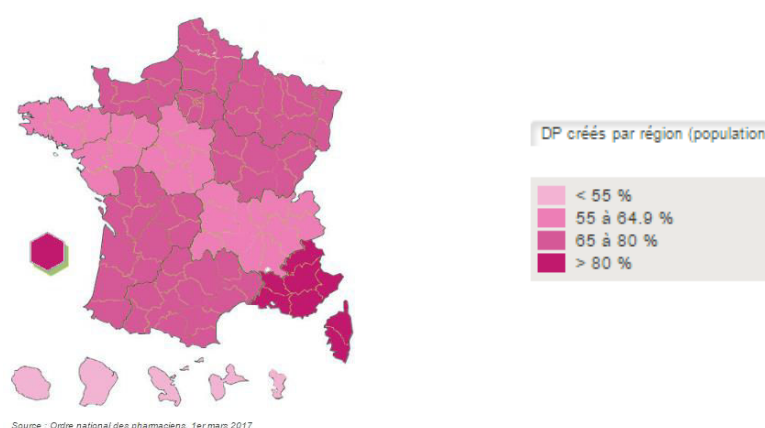 DP créés par région (population
< 55 %
55 à 64.9 %
65 à 80 %
> 80 %
Source : Ordre national des pharmaciens, 1er mars 2017